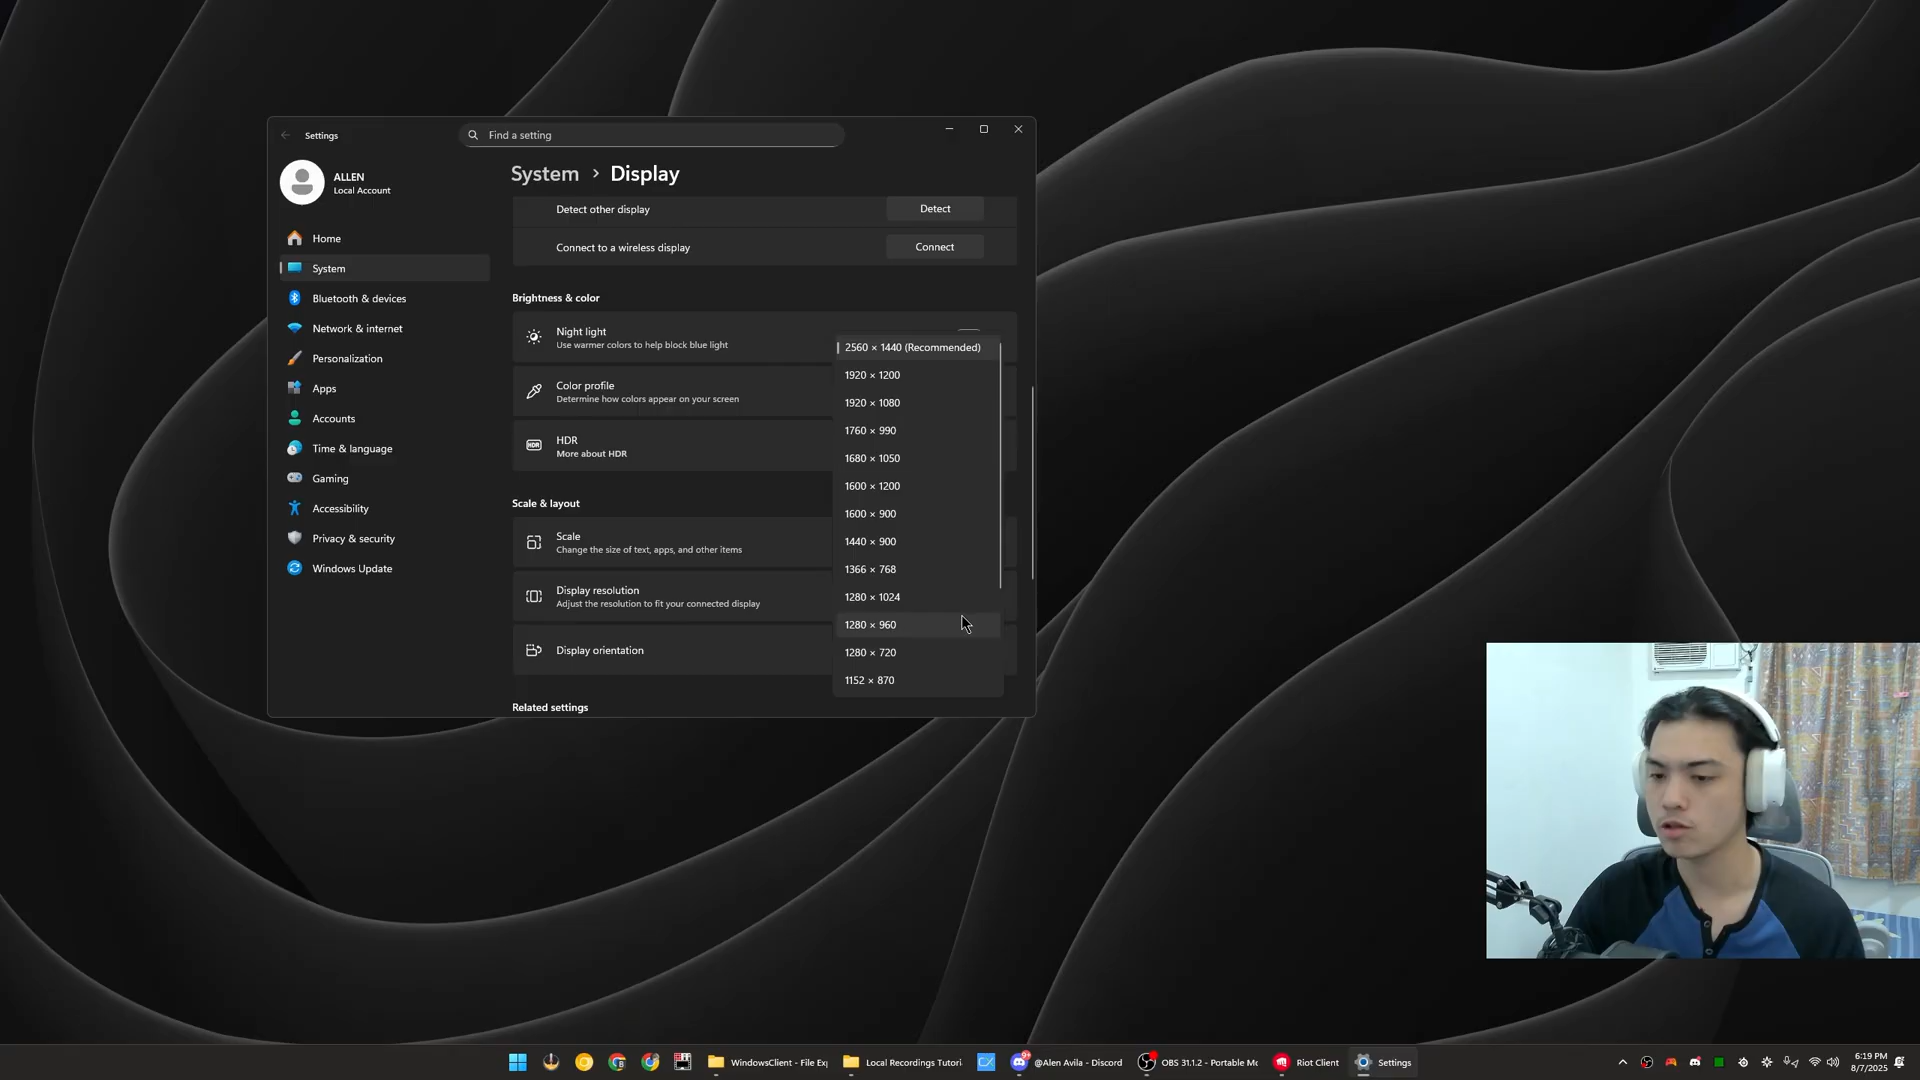 Settings
Find a setting
ALLEN
Local Account
Home
System
Bluetooth & devices
Network & internet
Personalization
Apps
Accounts
Time & language
Gaming
Accessibility
Privacy & security
Windows Update
System > Display
Detect other display
Detect
Connect to a wireless display
Connect
Brightness & color
Night light
Use warmer colors to help block blue light
Color profile
Determine how colors appear on your screen
HDR
HDR
More about HDR
Scale & layout
Scale
Change the size of text, apps, and other items
Display resolution
Adjust the resolution to fit your connected display
Display orientation
Related settings
2560 × 1440 (Recommended)
1920 × 1200
1920 × 1080
1760 × 990
1680 × 1050
1600 × 1200
1600 × 900
1440 × 900
1366 × 768
1280 × 1024
1280 × 960
1280 × 720
1152 × 870
WindowsClient - File Exp
Local Recordings Tutori
CX
@Alen Avila - Discord
OBS 31.1.2 - Portable Mo
Riot Client
Settings
6:19 PM
8/7/2025